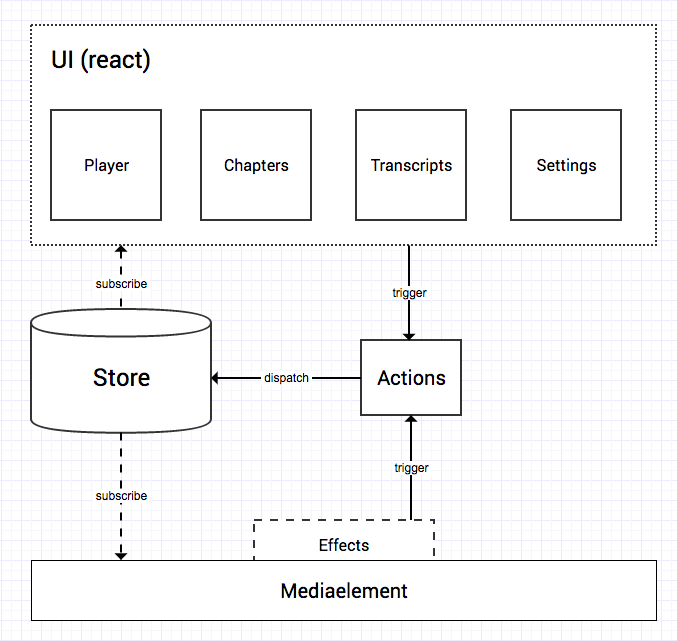 UI (react)
Player
Chapters
Transcripts
Settings
subscribe
trigger
Store
dispatch
Actions
trigger
subscribe
Effects
Mediaelement